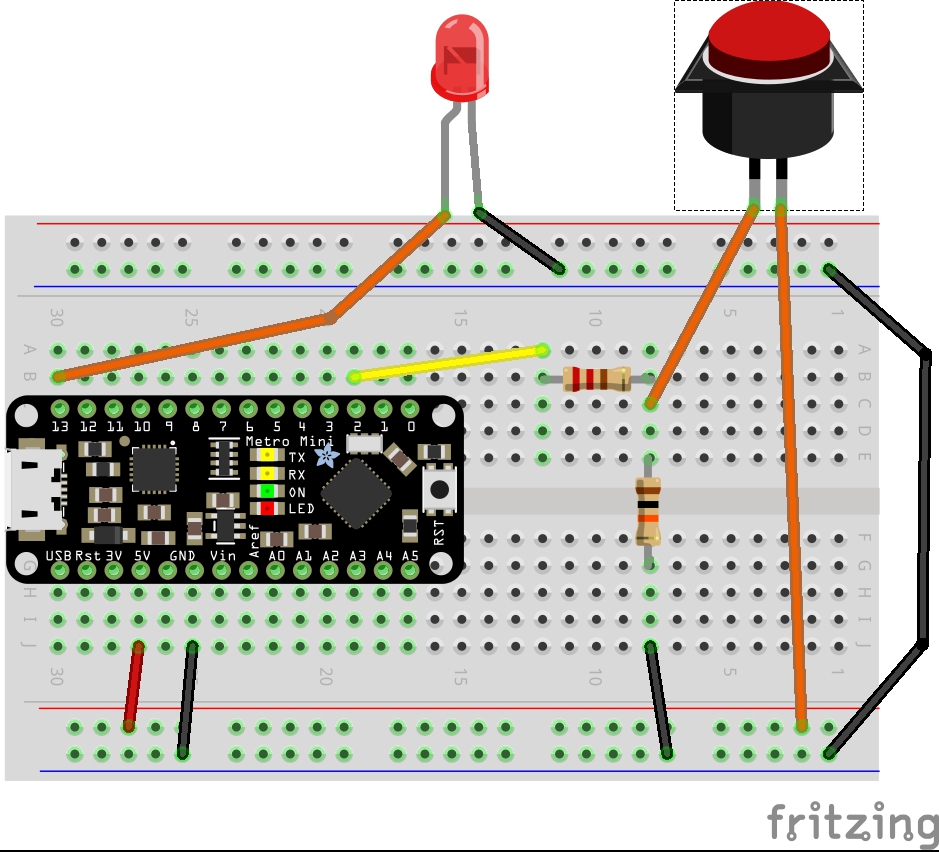 30 25 15 10 5 1
A A
B B
C
D
E
13 12 11 10 9 8 7 6 5 4 3 2 1 0
Metro Mini
TX
RX
ON
LED
RST
Aref
USB Rst 3V 5V GND Vin A0 A1 A2 A3 A4 A5
F
G G
H H
I I
J J
30 20 15 10 5 1
fritzing